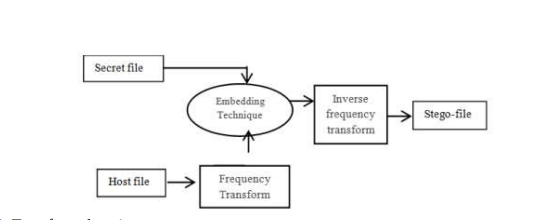 Secret file
Embedding
Technique
Inverse
frequency
transform
Stego-file
Host file
Frequency
Transform